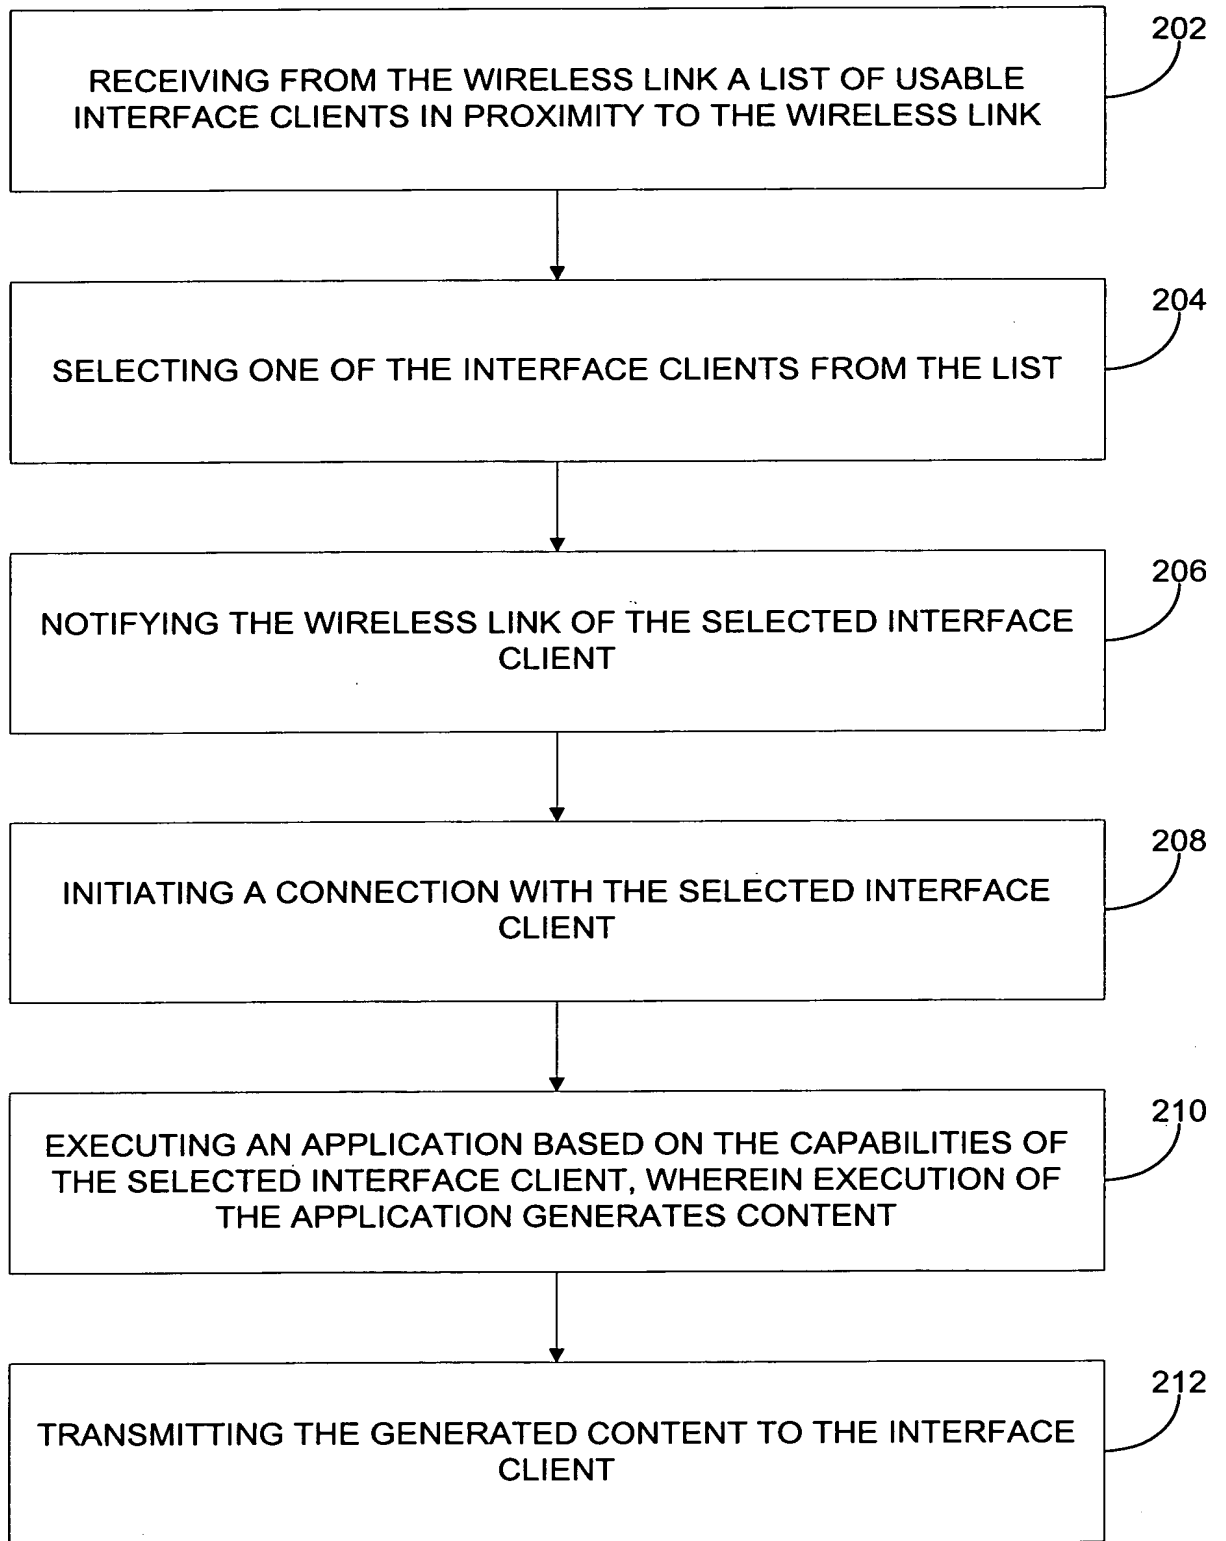 202
RECEIVING FROM THE WIRELESS LINK A LIST OF USABLE
INTERFACE CLIENTS IN PROXIMITY TO THE WIRELESS LINK
204
SELECTING ONE OF THE INTERFACE CLIENTS FROM THE LIST
206
NOTIFYING THE WIRELESS LINK OF THE SELECTED INTERFACE
CLIENT
208
INITIATING A CONNECTION WITH THE SELECTED INTERFACE
CLIENT
210
EXECUTING AN APPLICATION BASED ON THE CAPABILITIES OF
THE SELECTED INTERFACE CLIENT, WHEREIN EXECUTION OF
THE APPLICATION GENERATES CONTENT
212
TRANSMITTING THE GENERATED CONTENT TO THE INTERFACE
CLIENT